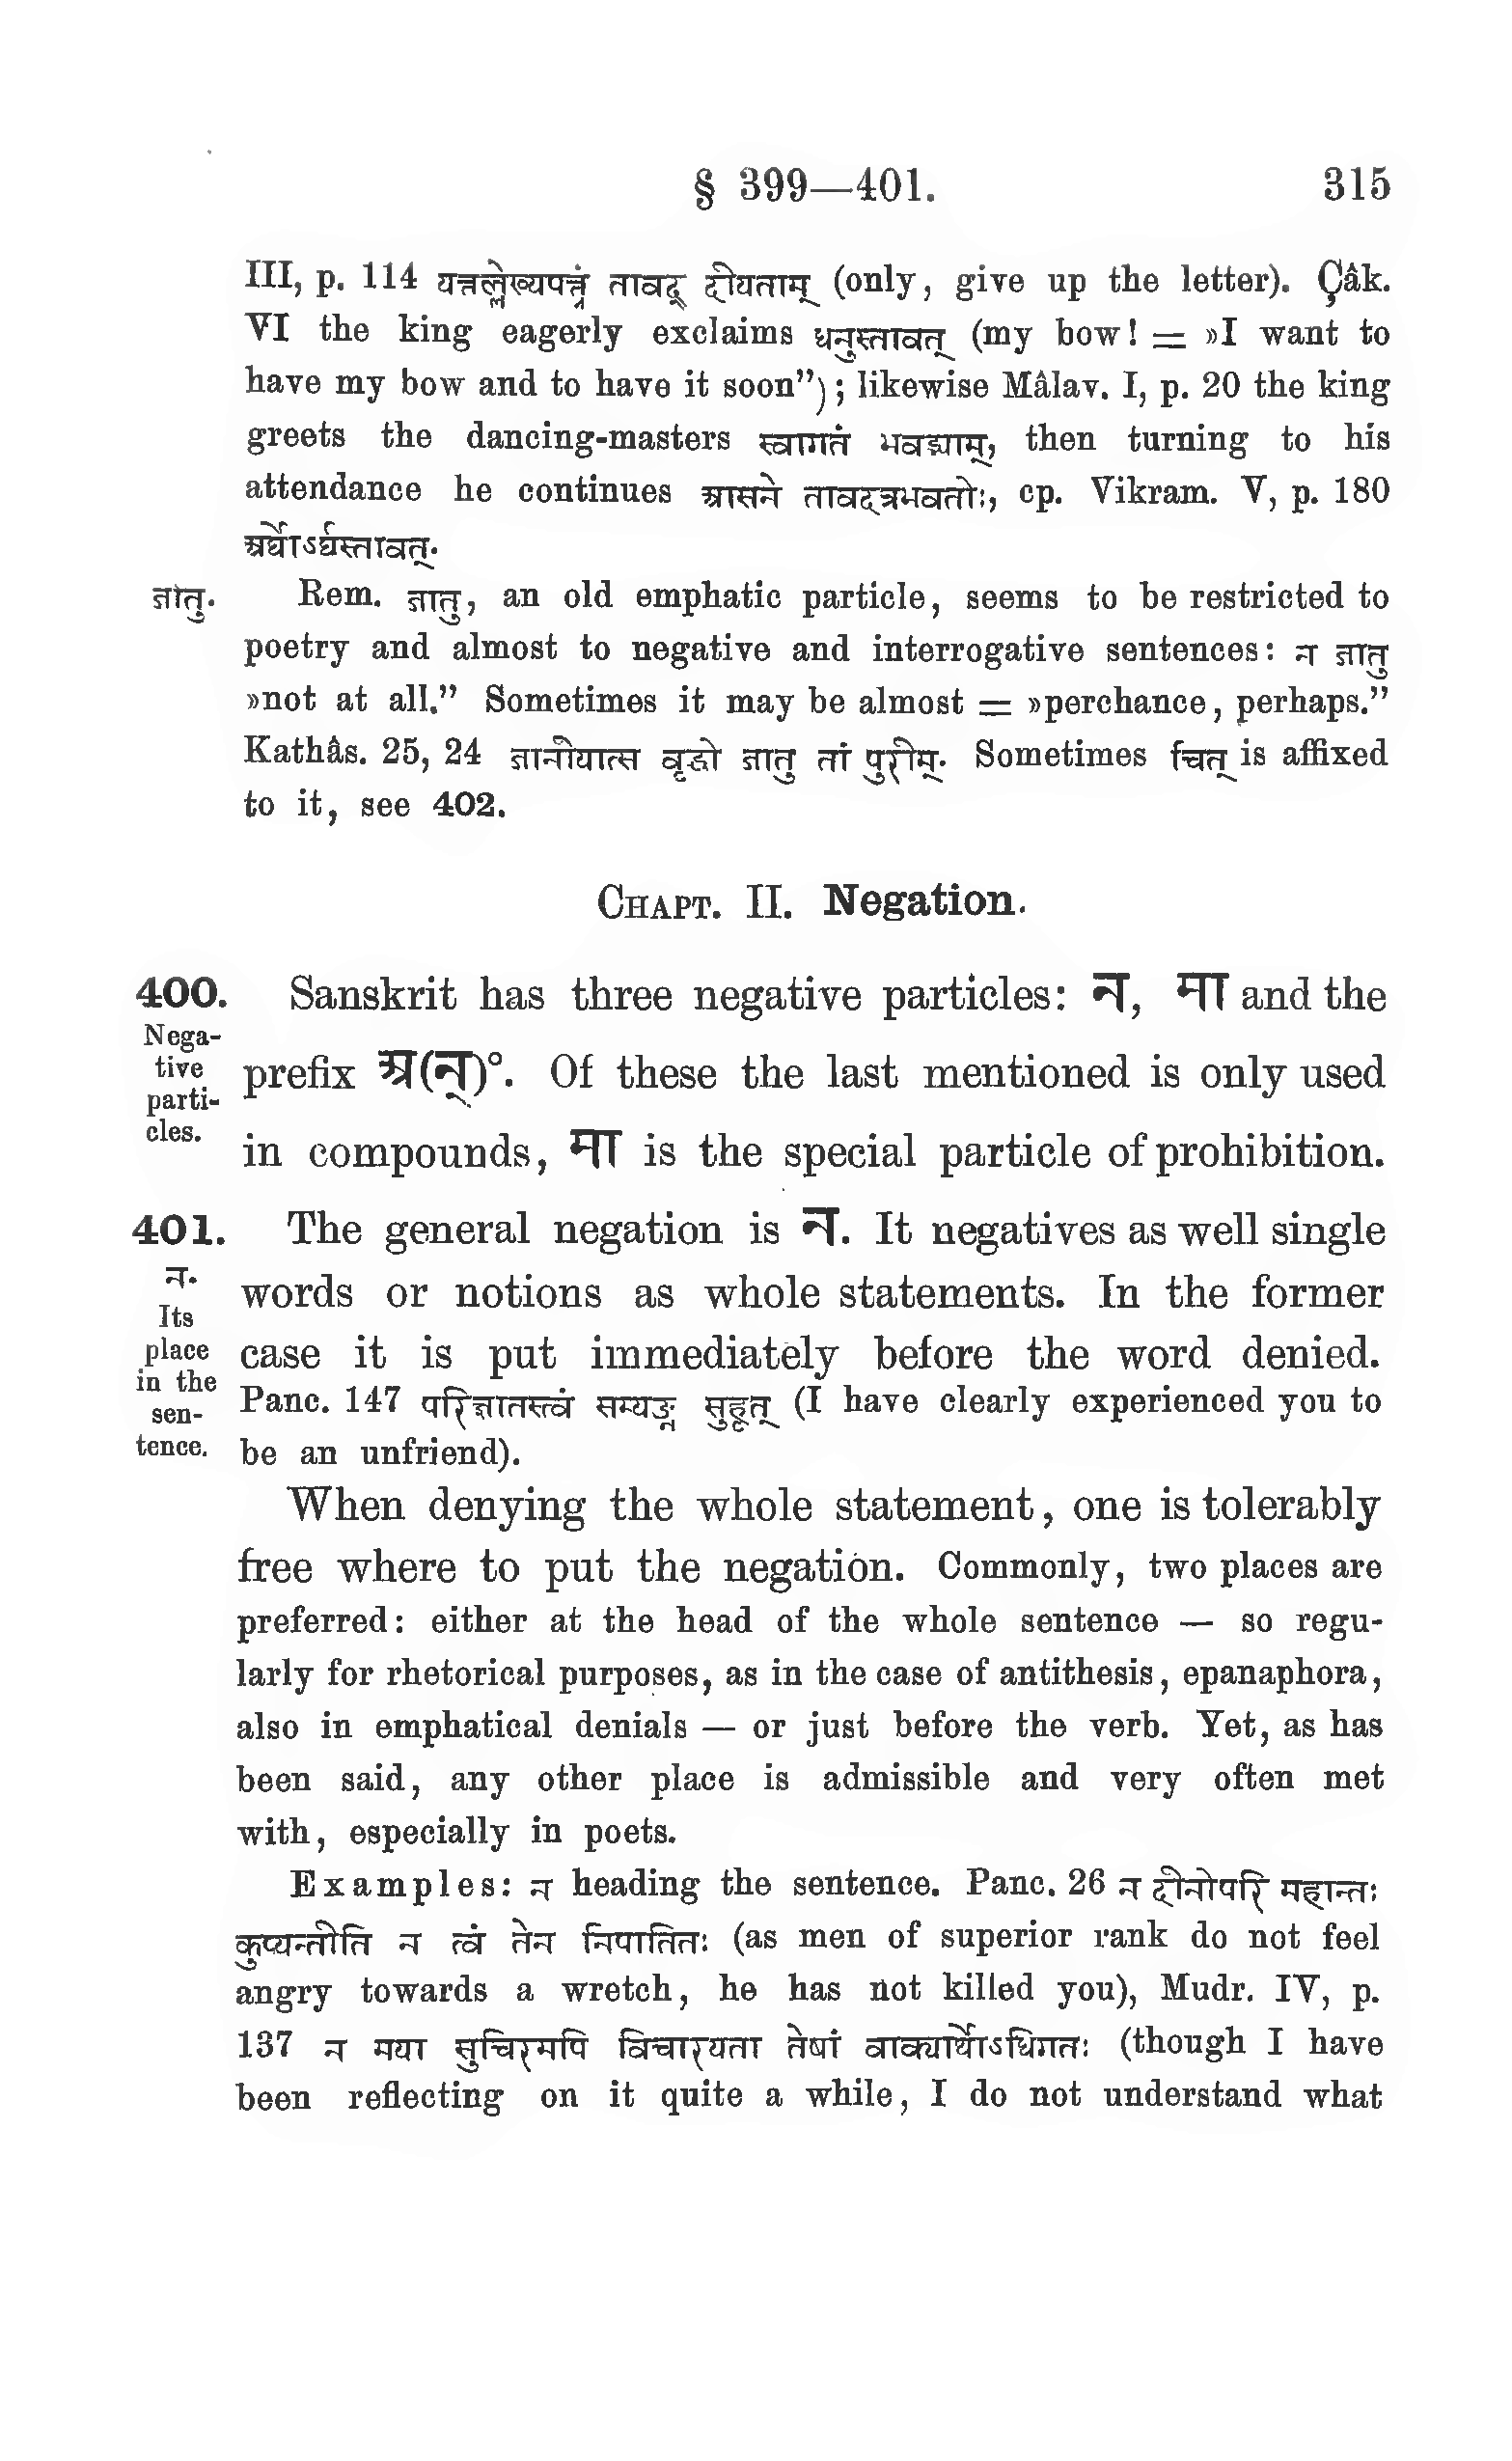 § 399—401. 315
III, p. 114 यत्नल्लेख्यपत्त्रं तावद् दीयताम् (only, give up the letter). Çâk.
VI the king eagerly exclaims धनुस्तावत् (my bow! = »I want to
have my bow and to have it soon”); likewise Mâlav. I, p. 20 the king
greets the dancing-masters स्वागतं भवद्भ्याम्, then turning to his
attendance he continues आसने तावदत्रभवतोः, cp. Vikram. V, p. 180
अर्घोऽर्घस्तावत्.
जातु. Rem. जातु, an old emphatic particle, seems to be restricted to
poetry and almost to negative and interrogative sentences: न जातु
»not at all.” Sometimes it may be almost = »perchance, perhaps.”
Kathâs. 25, 24 जानीयात्स वृद्धो जातु तां पुरीम्. Sometimes चित् is affixed
to it, see 402.
CHAPT. II. Negation.
400. Sanskrit has three negative particles: न, मा and the
Nega-
tive
parti-
cles.
prefix अ(न्)°. Of these the last mentioned is only used
in compounds, मा is the special particle of prohibition.
401. The general negation is न. It negatives as well single
न.
Its
place
in the
sen-
tence.
words or notions as whole statements. In the former
case it is put immediately before the word denied.
Panc. 147 परिज्ञातस्त्वं सम्यङ्न सुहृत् (I have clearly experienced you to
be an unfriend).
When denying the whole statement, one is tolerably
free where to put the negation. Commonly, two places are
preferred: either at the head of the whole sentence — so regu-
larly for rhetorical purposes, as in the case of antithesis, epanaphora,
also in emphatical denials — or just before the verb. Yet, as has
been said, any other place is admissible and very often met
with, especially in poets.
Examples: न heading the sentence. Panc. 26 न दीनोपरि महान्तः
कुप्यन्तीति न त्वं तेन निपातितः (as men of superior rank do not feel
angry towards a wretch, he has not killed you), Mudr. IV, p.
137 न मया सुचिरमपि विचारयता तेषां वाक्यार्थोऽधिगतः (though I have
been reflecting on it quite a while, I do not understand what